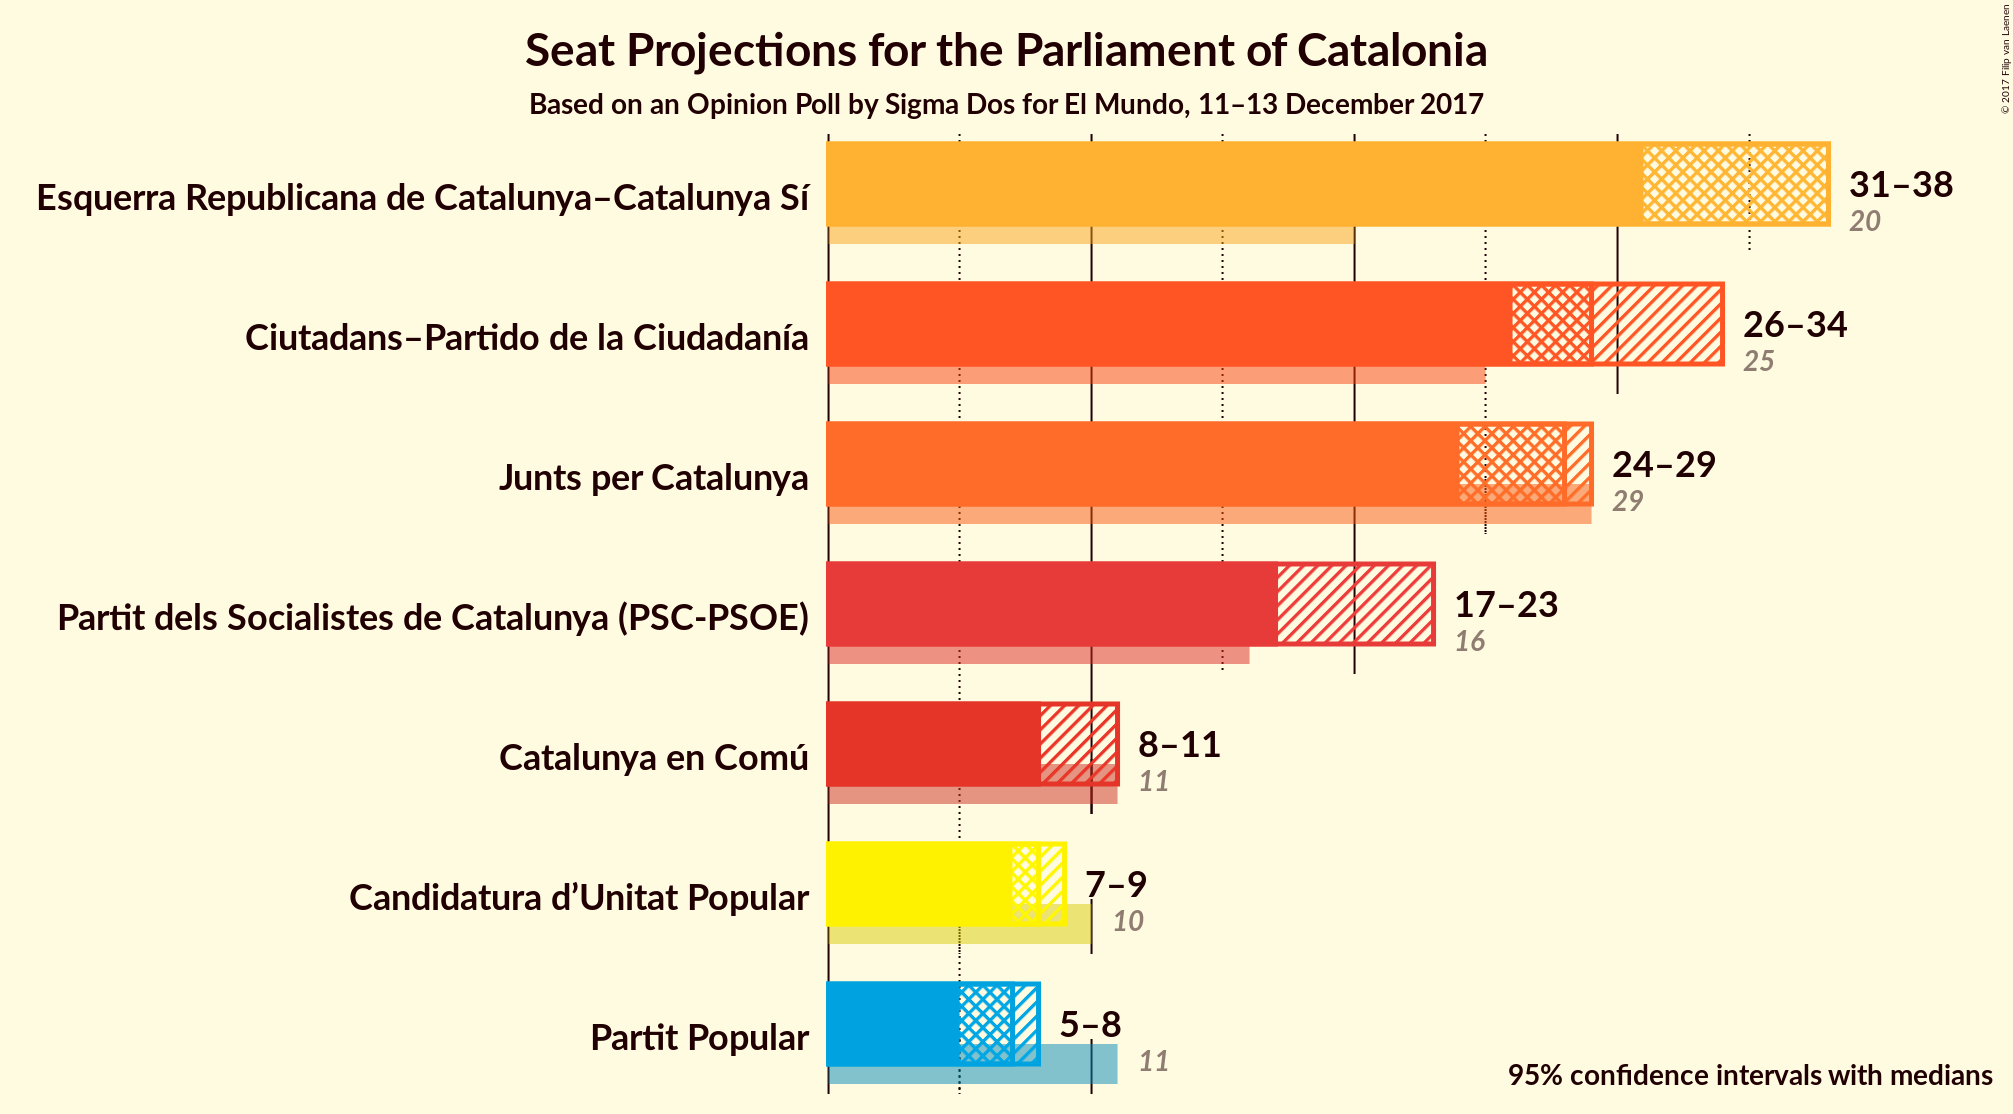 Seat Projections for the Parliament of Catalonia
Based on an Opinion Poll by Sigma Dos for El Mundo, 11–13 December 2017
© 2017 Filip van Laenen
Esquerra Republicana de Catalunya–Catalunya Sí
31–38
20
Ciutadans–Partido de la Ciudadanía
26–34
25
Junts per Catalunya
24–29
29
Partit dels Socialistes de Catalunya (PSC-PSOE)
17–23
16
Catalunya en Comú
8–11
11
Candidatura d’Unitat Popular
7–9
10
Partit Popular
5–8
11
95% confidence intervals with medians